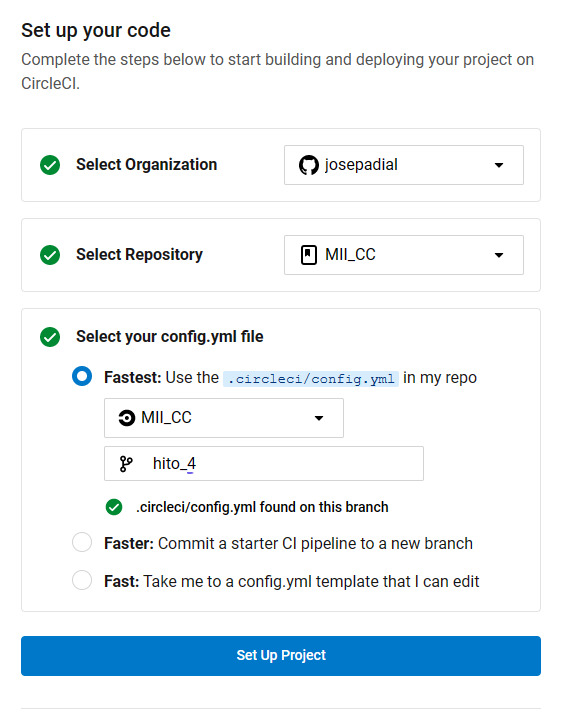 Set up your code
Complete the steps below to start building and deploying your project on
CircleCI.
Select Organization
josepadial
Select Repository
MII_CC
Select your config.yml file
Fastest: Use the .circleci/config.yml in my repo
MII_CC
hito_4
.circleci/config.yml found on this branch
Faster: Commit a starter CI pipeline to a new branch
Fast: Take me to a config.yml template that I can edit
Set Up Project